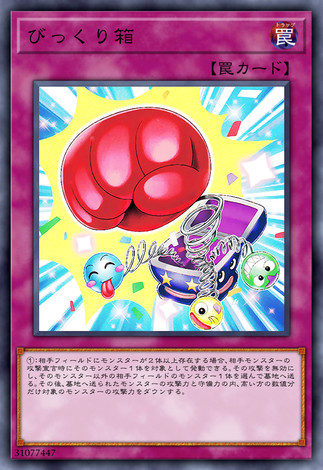 びっくり箱
トラップ
罠
【罠カード】
①:相手フィールドにモンスターが2体以上存在する場合、相手モンスターの
攻撃宣言時にそのモンスター1体を対象として発動できる。その攻撃を無効に
し、そのモンスター以外の相手フィールドのモンスター1体を選んで墓地へ送
る。その後、墓地へ送られたモンスターの攻撃力と守備力の内、高い方の数値分
だけ対象のモンスターの攻撃力をダウンする。
31077447